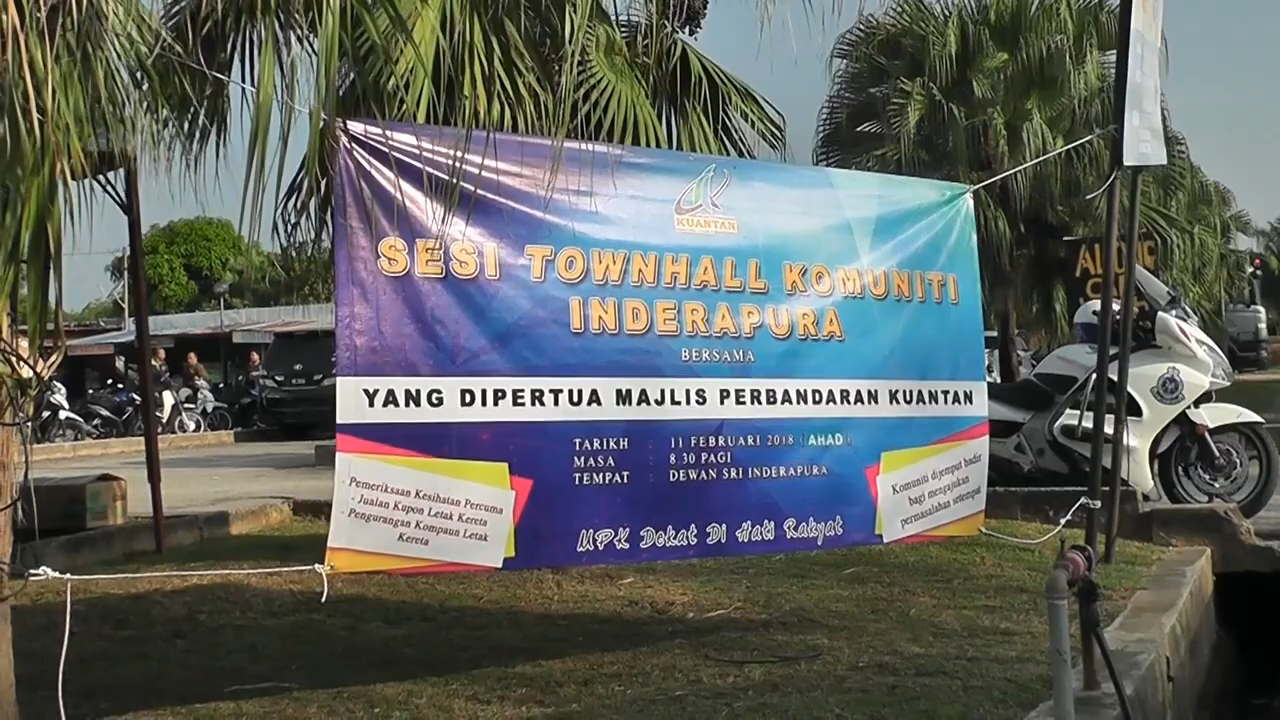 KUANTAN
SESI TOWNHALL KOMUNITI
INDERAPURA
BERSAMA
YANG DIPERTUA MAJLIS PERBANDARAN KUANTAN
TARIKH : 11 FEBRUARI 2018 (AHAD)
MASA : 8.30 PAGI
TEMPAT : DEWAN SRI INDERAPURA
- Pemeriksaan Kesihatan Percuma
- Jualan Kupon Letak Kereta
- Pengurangan Kompaun Letak
Kereta
Komuniti dijemput hadir
bagi mengajukan
permasalahan setempat
MPK Dekat Di Hati Rakyat